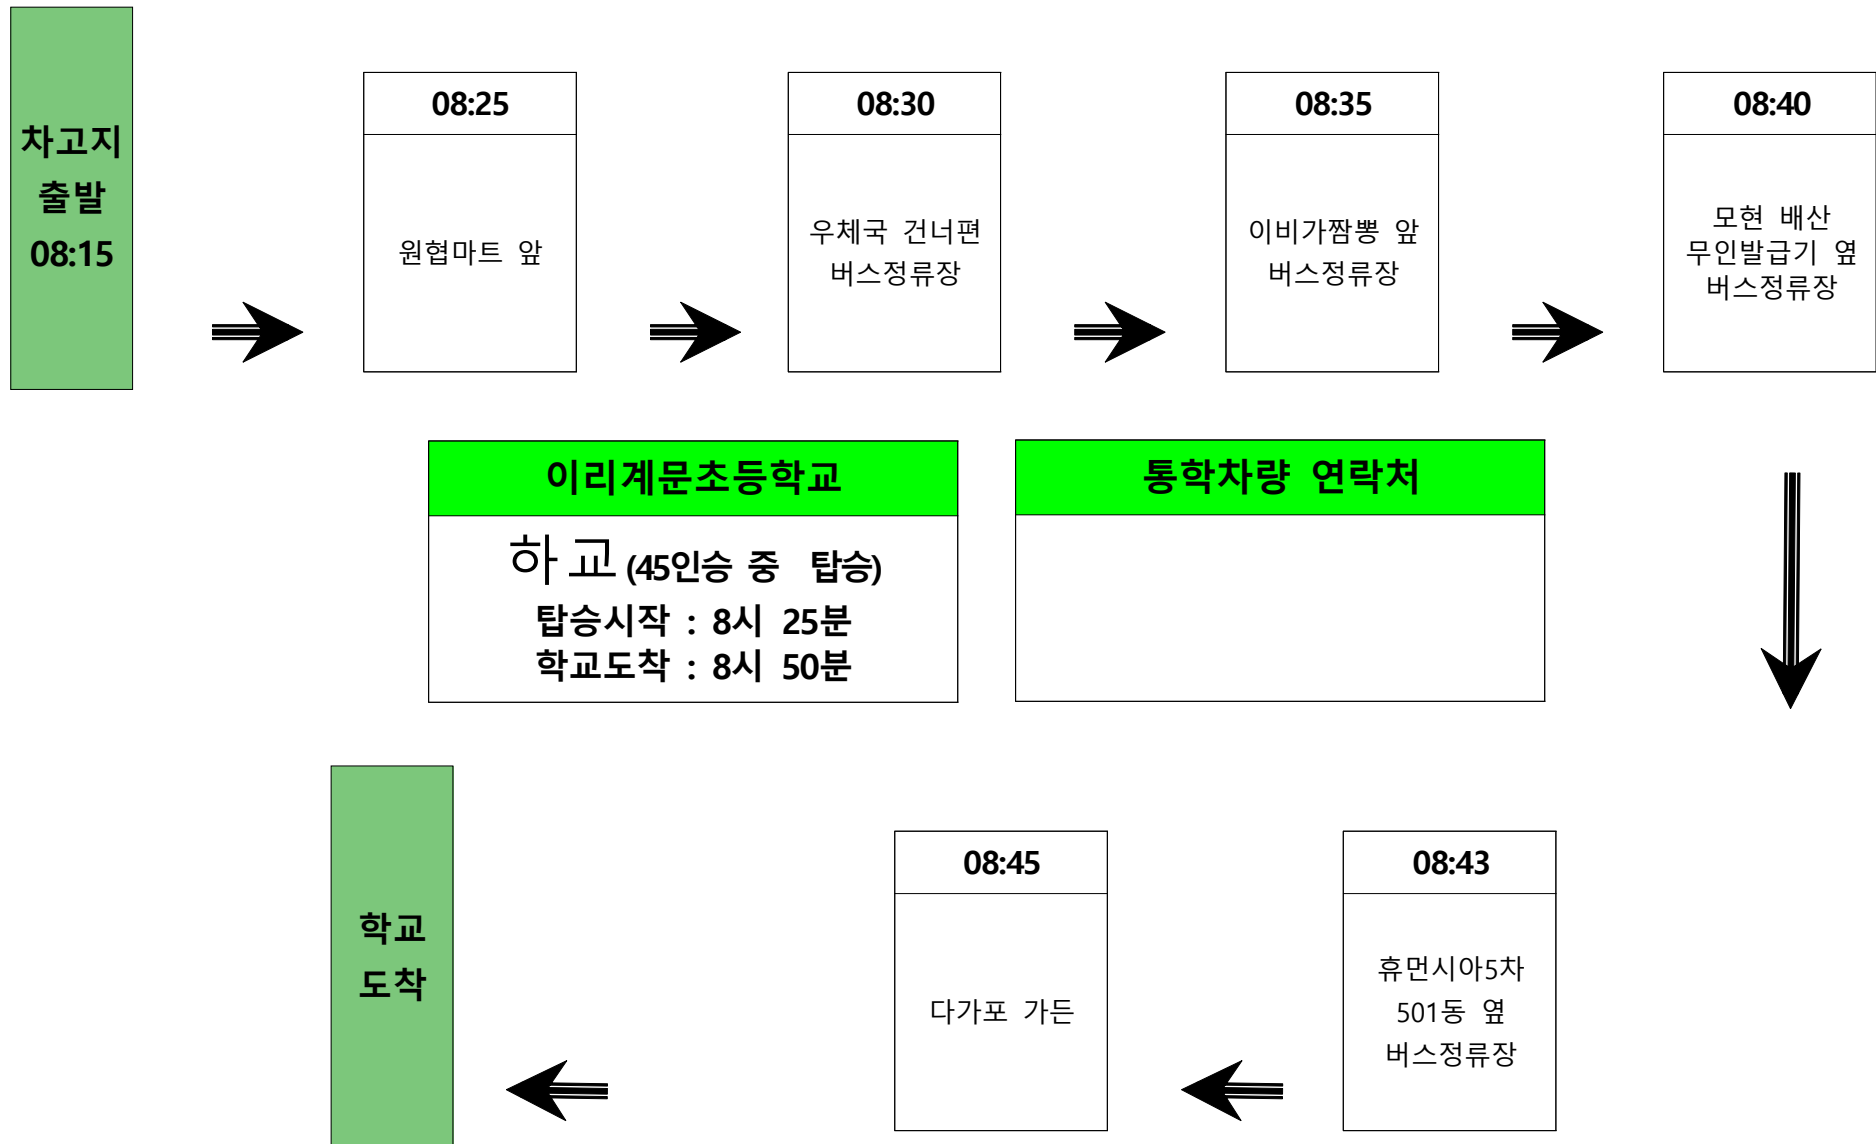 차고지
출발
08:15
08:25
원협마트 앞
08:30
우체국 건너편
버스정류장
08:35
이비가짬뽕 앞
버스정류장
08:40
모현 배산
무인발급기 옆
버스정류장
이리계문초등학교
하교(45인승 중 탑승)
탑승시작 : 8시 25분
학교도착 : 8시 50분
통학차량 연락처
08:43
휴먼시아5차
501동 옆
버스정류장
08:45
다가포 가든
학교
도착